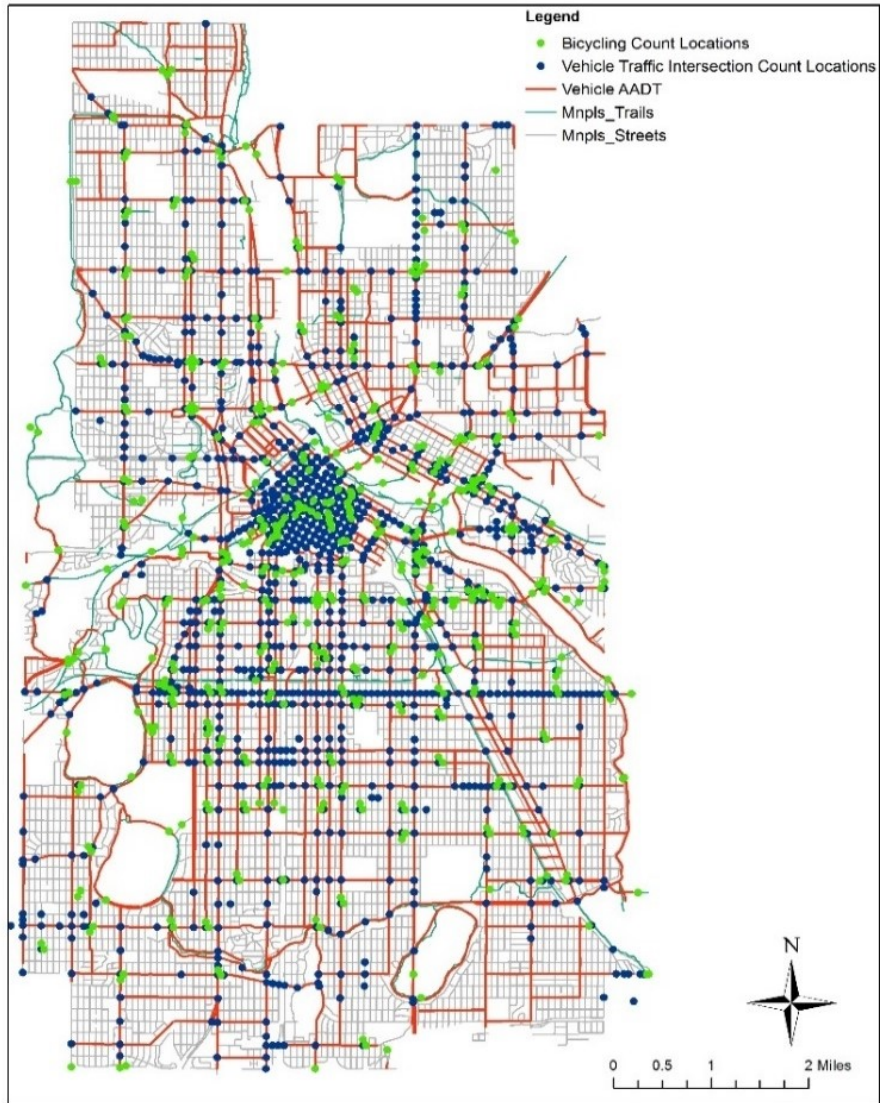 Legend
Bicycling Count Locations
Vehicle Traffic Intersection Count Locations
Vehicle AADT
Mnpls_Trails
Mnpls_Streets
N
0 0.5 1 2 Miles